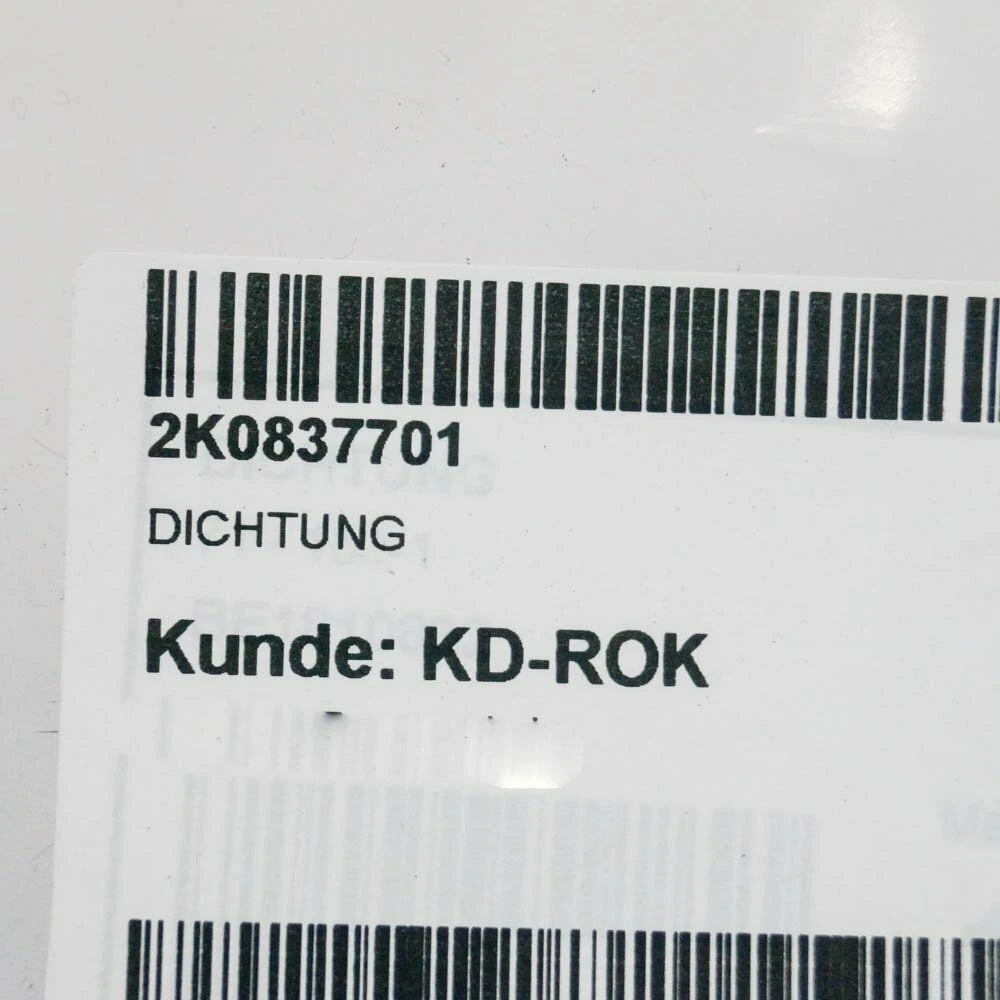 2K0837701
DICHTUNG
Kunde: KD-ROK